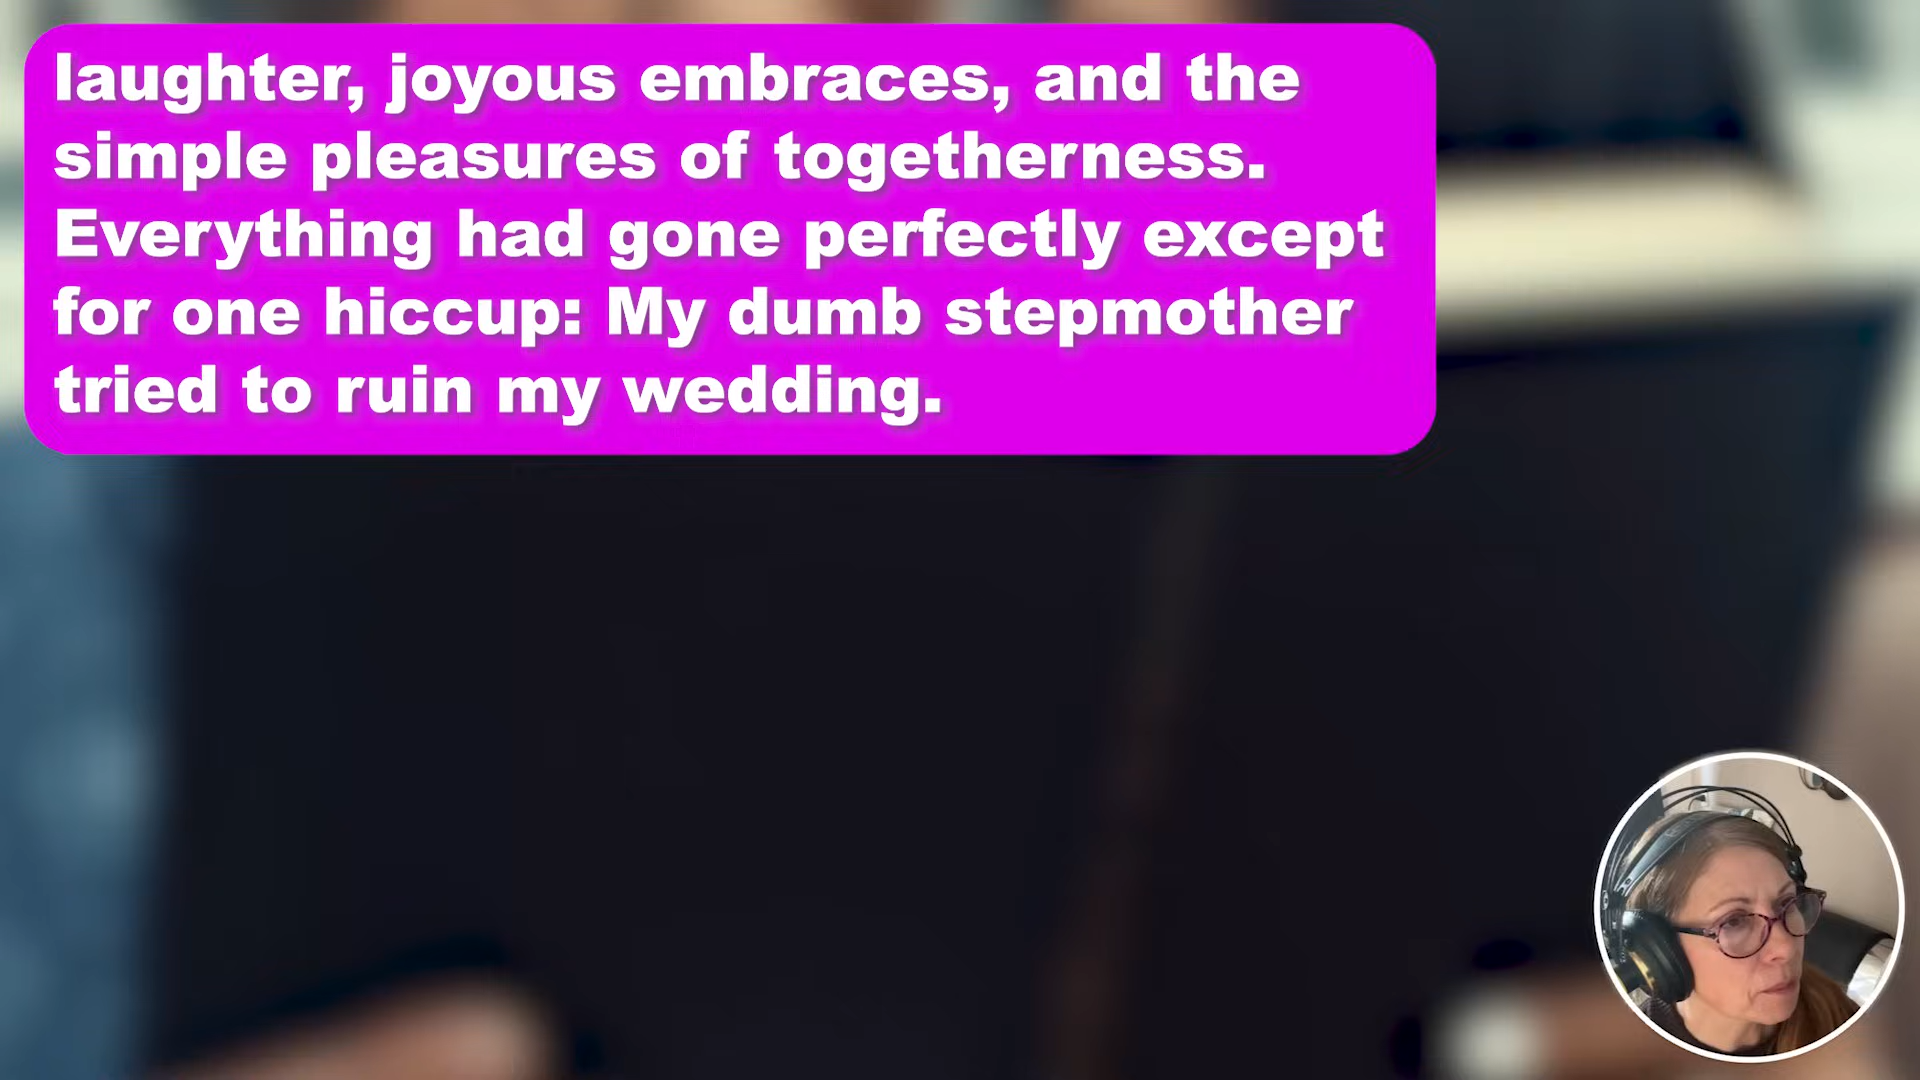 laughter, joyous embraces, and the
simple pleasures of togetherness.
Everything had gone perfectly except
for one hiccup: My dumb stepmother
tried to ruin my wedding.